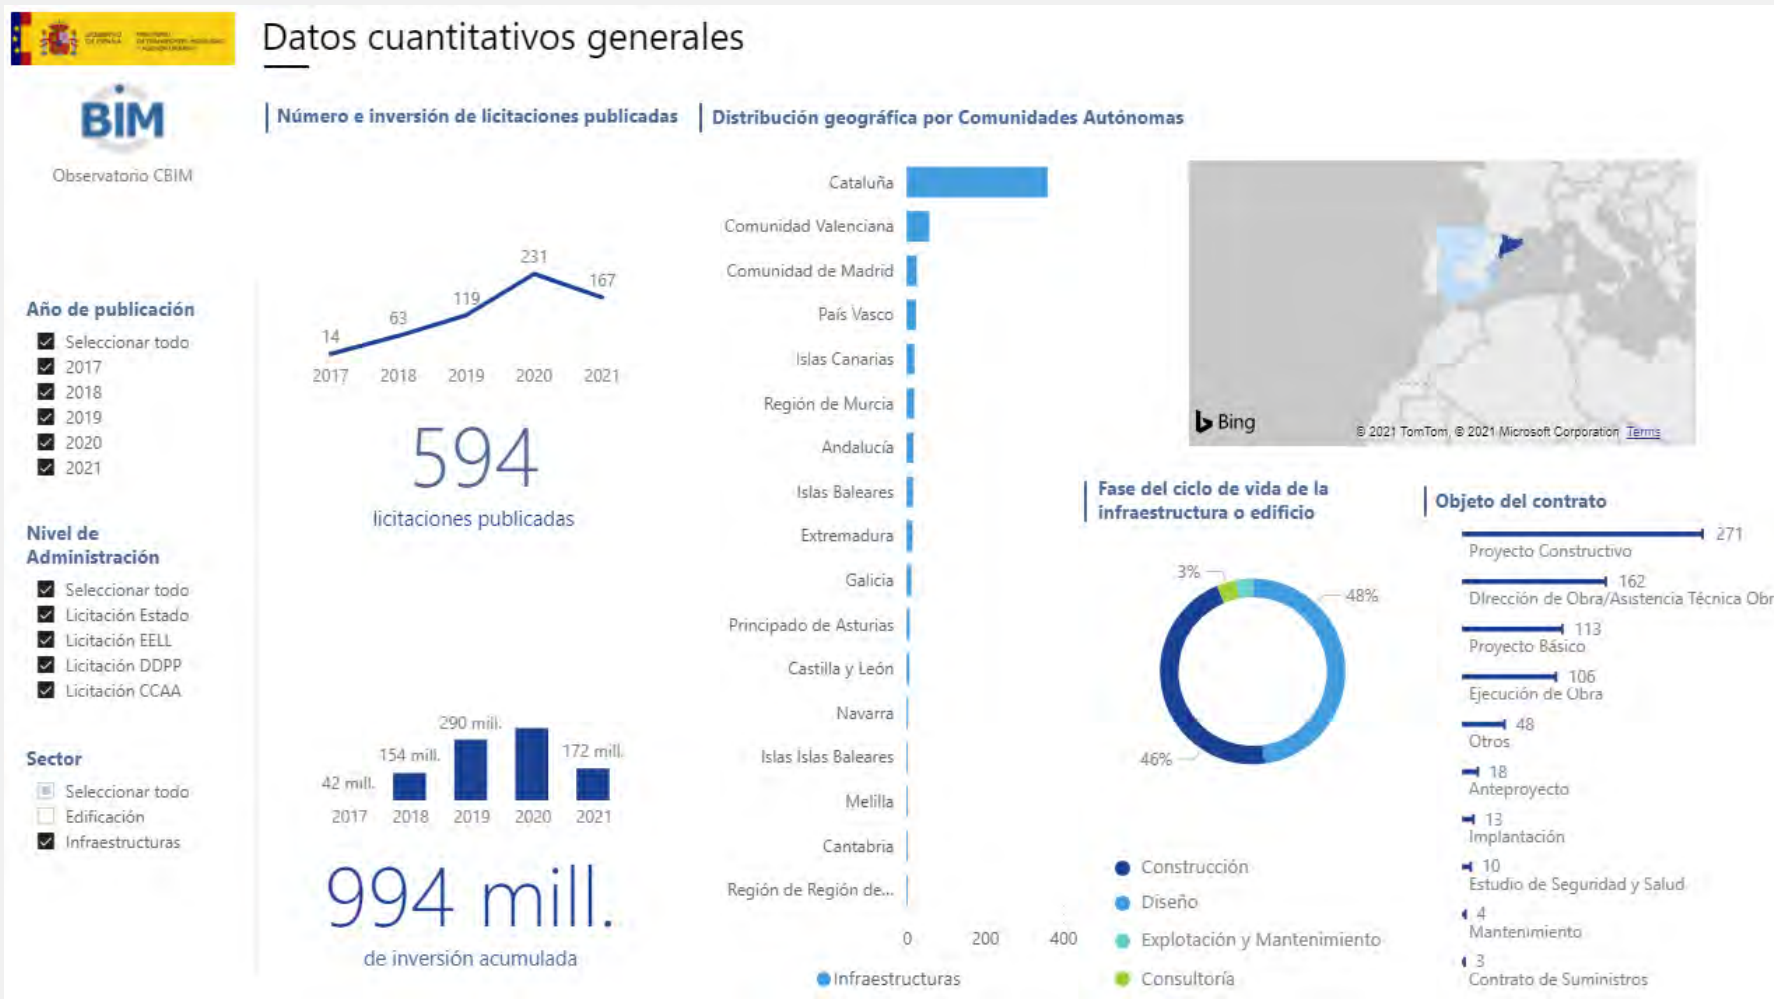 GOBIERNO
DE ESPAÑA
MINISTERIO
DE TRANSPORTES, MOVILIDAD
Y AGENDA URBANA
Datos cuantitativos generales
BIM
Observatorio CBIM
Número e inversión de licitaciones publicadas
Distribución geográfica por Comunidades Autónomas
Año de publicación
Seleccionar todo
2017
2018
2019
2020
2021
Nivel de
Administración
Seleccionar todo
Licitación Estado
Licitación EELL
Licitación DDPP
Licitación CCAA
Sector
Seleccionar todo
Edificación
Infraestructuras
14
63
119
231
167
2017
2018
2019
2020
2021
594
licitaciones publicadas
42 mill.
154 mill.
290 mill.
172 mill.
2017
2018
2019
2020
2021
994 mill.
de inversión acumulada
Cataluña
Comunidad Valenciana
Comunidad de Madrid
País Vasco
Islas Canarias
Región de Murcia
Andalucía
Islas Baleares
Extremadura
Galicia
Principado de Asturias
Castilla y León
Navarra
Islas Islas Baleares
Melilla
Cantabria
Región de Región de...
0
200
400
Infraestructuras
Bing
© 2021 TomTom, © 2021 Microsoft Corporation Terms
Fase del ciclo de vida de la
infraestructura o edificio
3%
48%
46%
Construcción
Diseño
Explotación y Mantenimiento
Consultoría
Objeto del contrato
271
Proyecto Constructivo
162
DIrección de Obra/Asistencia Técnica Obr
113
Proyecto Básico
106
Ejecución de Obra
48
Otros
18
Anteproyecto
13
Implantación
10
Estudio de Seguridad y Salud
4
Mantenimiento
3
Contrato de Suministros